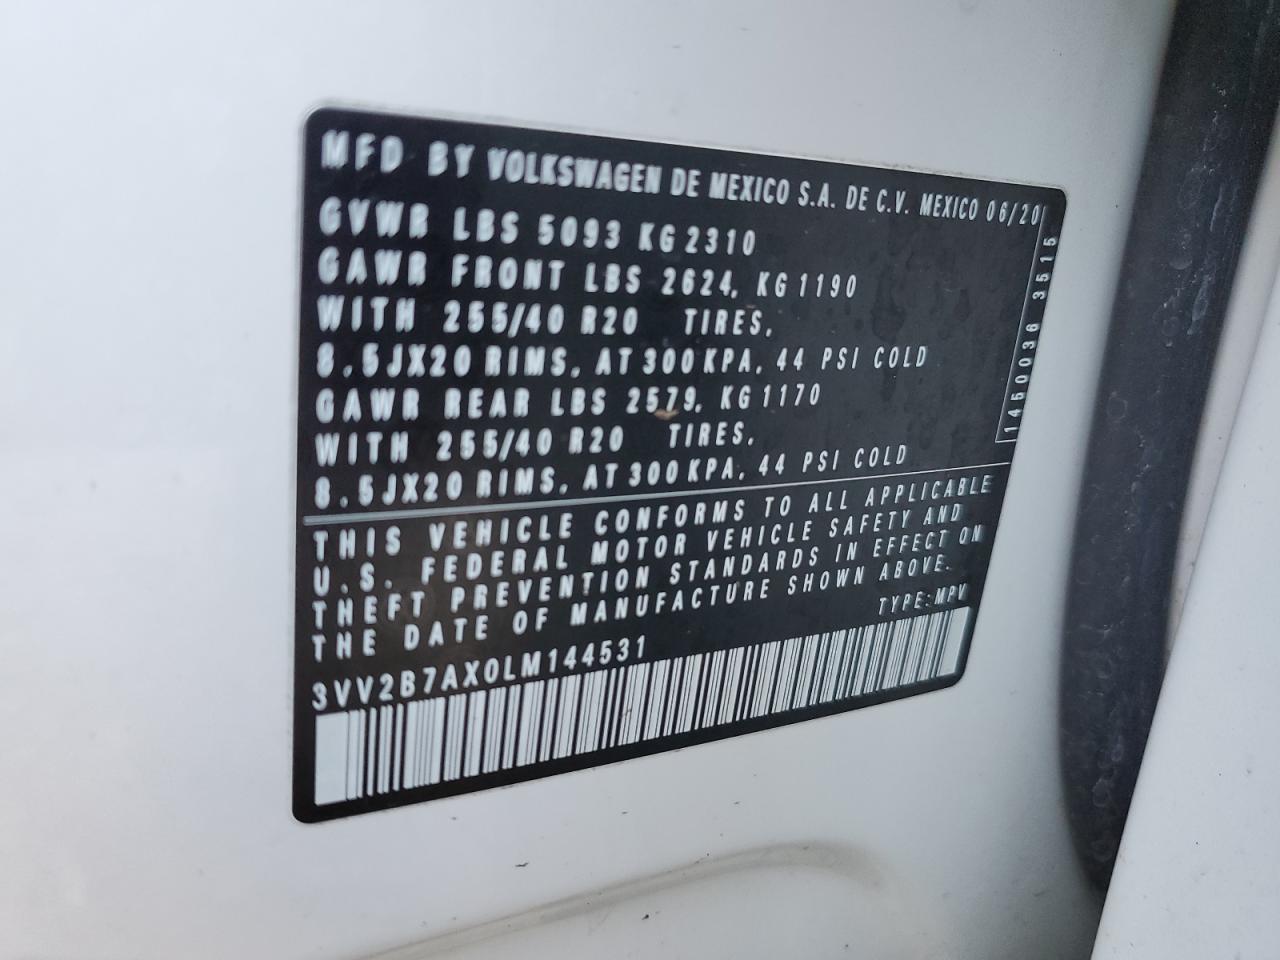 MFD BY VOLKSWAGEN DE MEXICO S.A. DE C.V. MEXICO 06/20
GVWR LBS 5093 KG 2310
GAWR FRONT LBS 2624, KG 1190
WITH 255/40 R20 TIRES,
8.5JX20 RIMS, AT 300 KPA, 44 PSI COLD
GAWR REAR LBS 2579, KG 1170
WITH 255/40 R20 TIRES,
8.5JX20 RIMS, AT 300 KPA, 44 PSI COLD
1450036 3515
THIS VEHICLE CONFORMS TO ALL APPLICABLE
U.S. FEDERAL MOTOR VEHICLE SAFETY AND
THEFT PREVENTION STANDARDS IN EFFECT ON
THE DATE OF MANUFACTURE SHOWN ABOVE.
TYPE: MPV
3VV2B7AX0LM144531